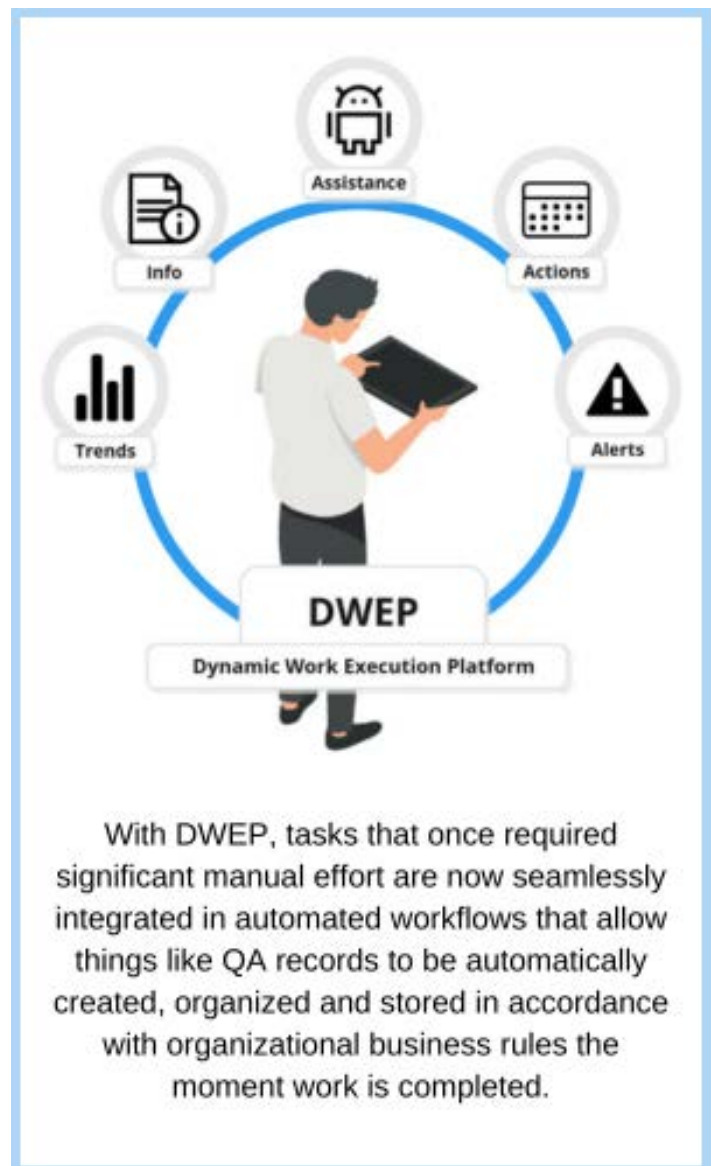 Assistance
Info
Actions
Trends
Alerts
DWEP
Dynamic Work Execution Platform
With DWEP, tasks that once required
significant manual effort are now seamlessly
integrated in automated workflows that allow
things like QA records to be automatically
created, organized and stored in accordance
with organizational business rules the
moment work is completed.